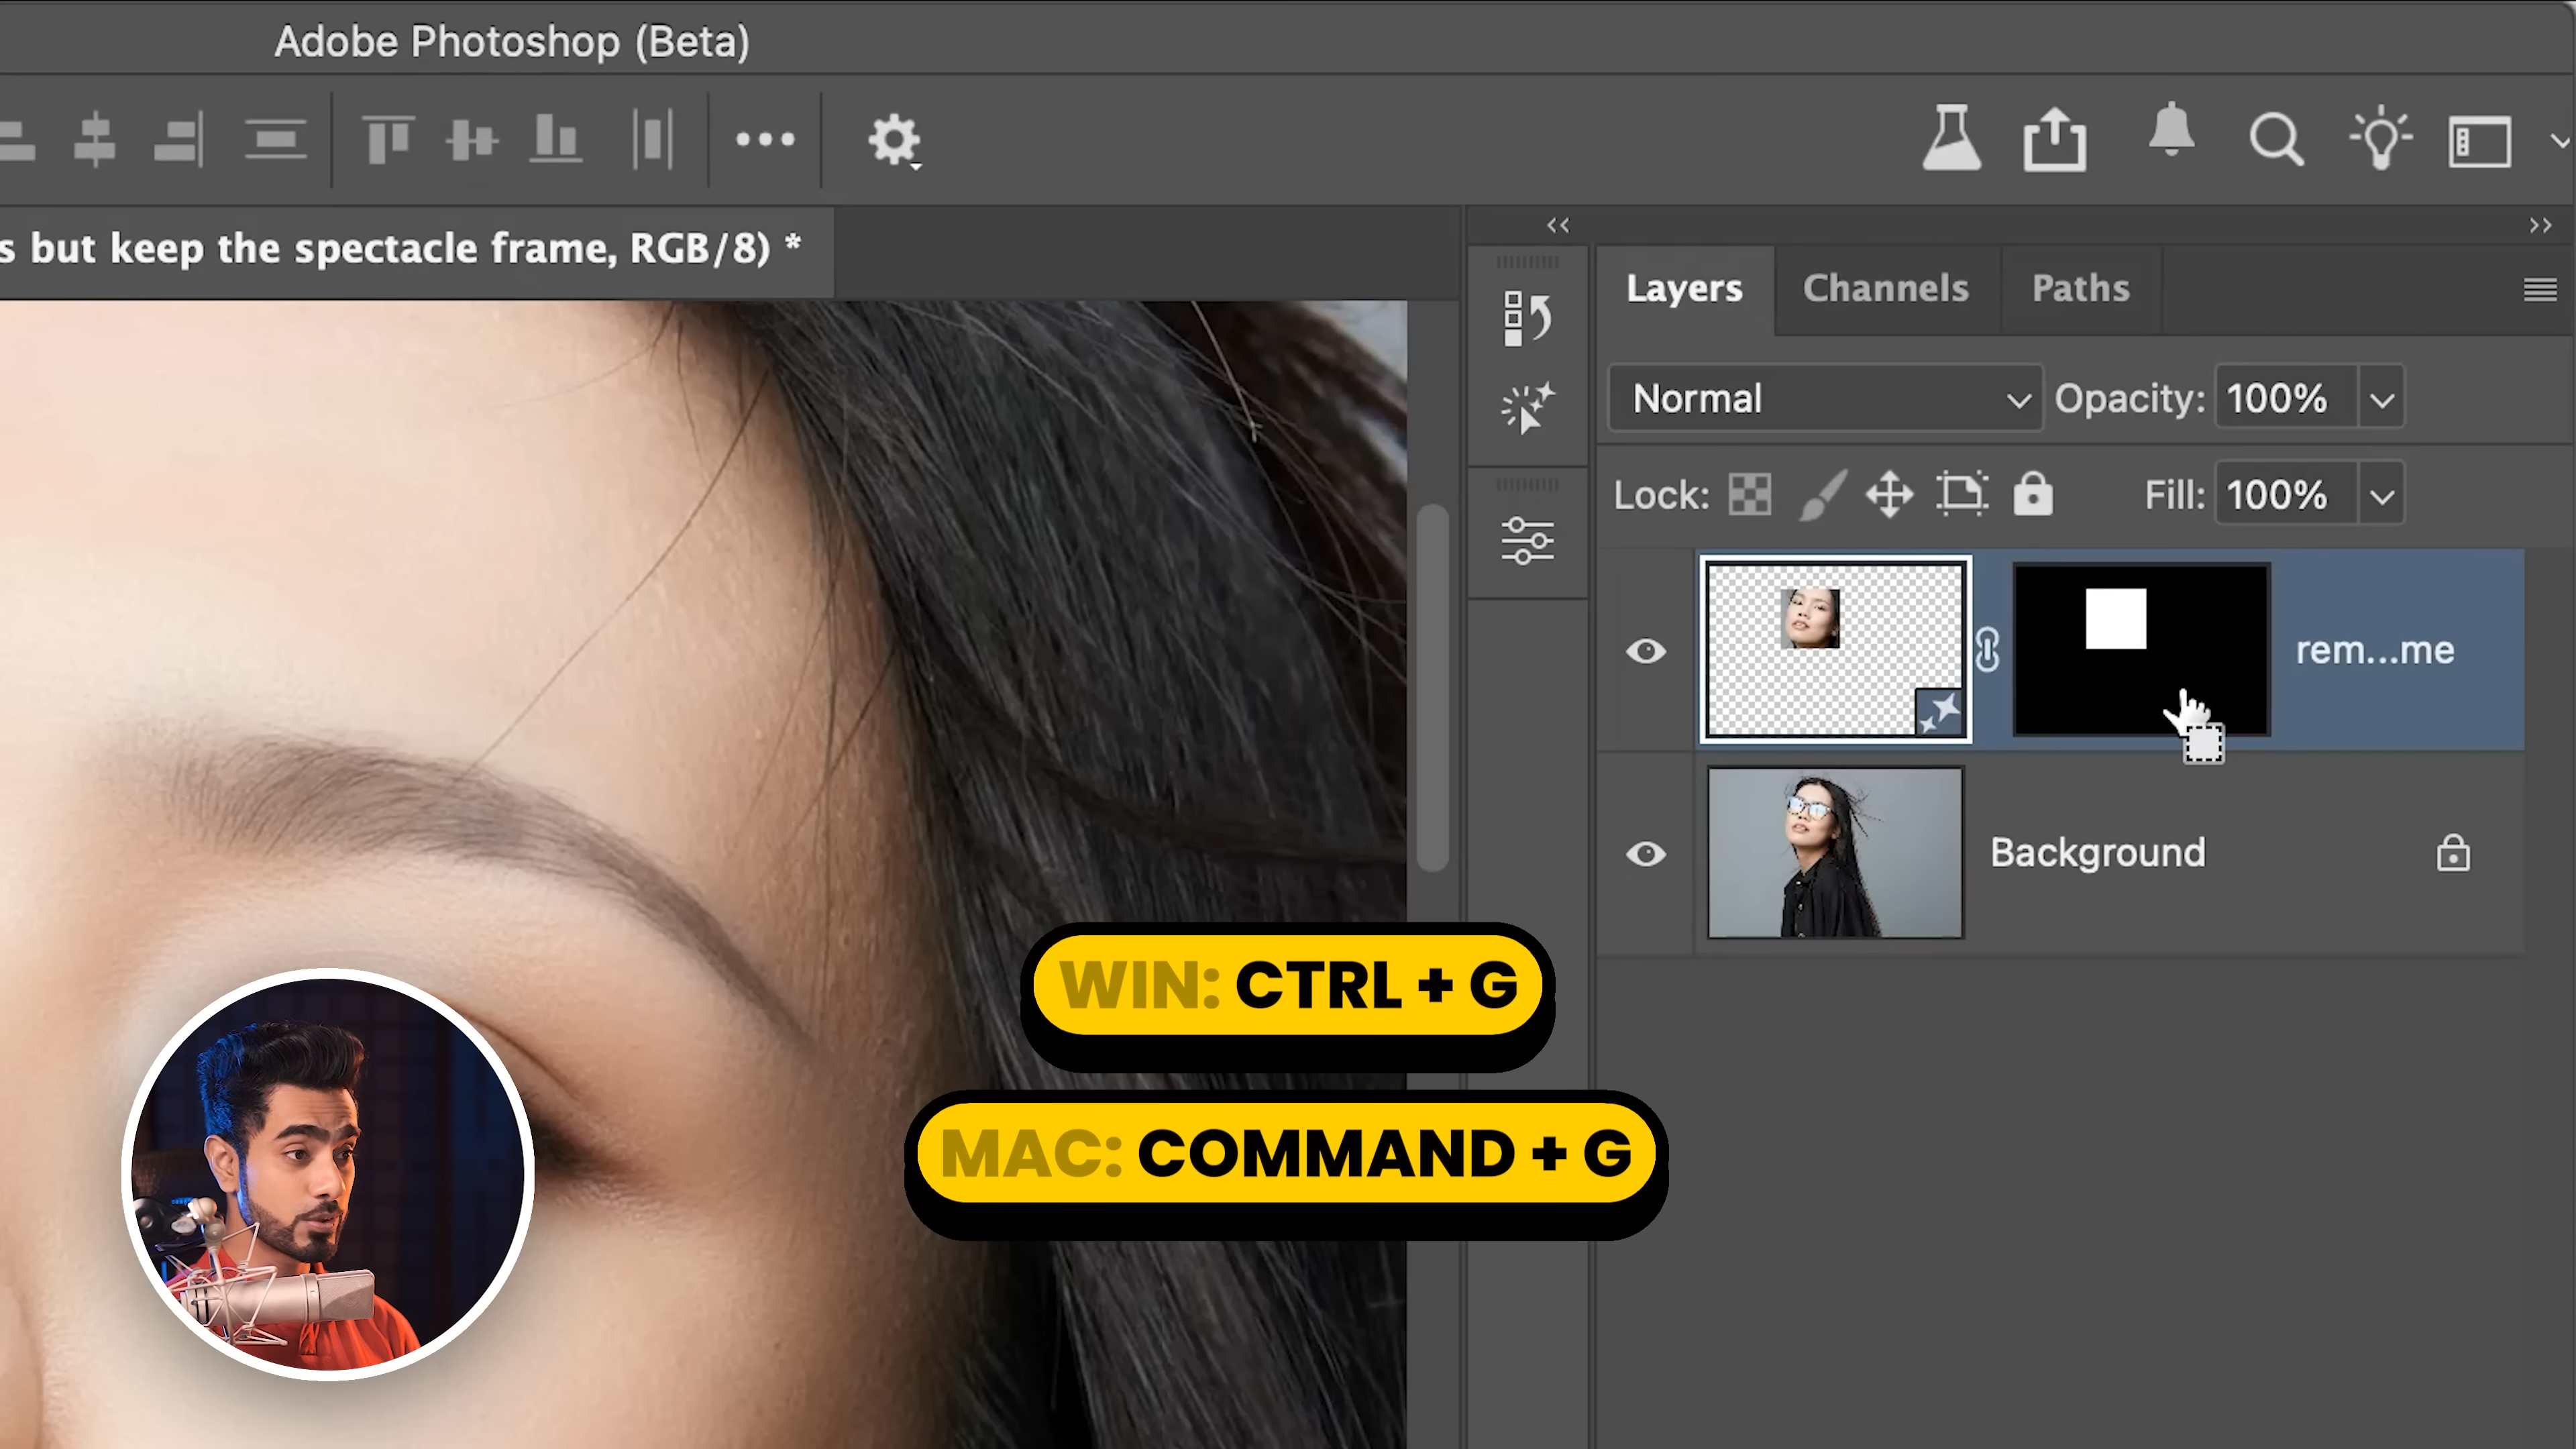 Adobe Photoshop (Beta)
s but keep the spectacle frame, RGB/8) *
Layers
Channels
Paths
Normal
Opacity: 100%
Lock:
Fill: 100%
rem...me
Background
WIN: CTRL + G
MAC: COMMAND + G